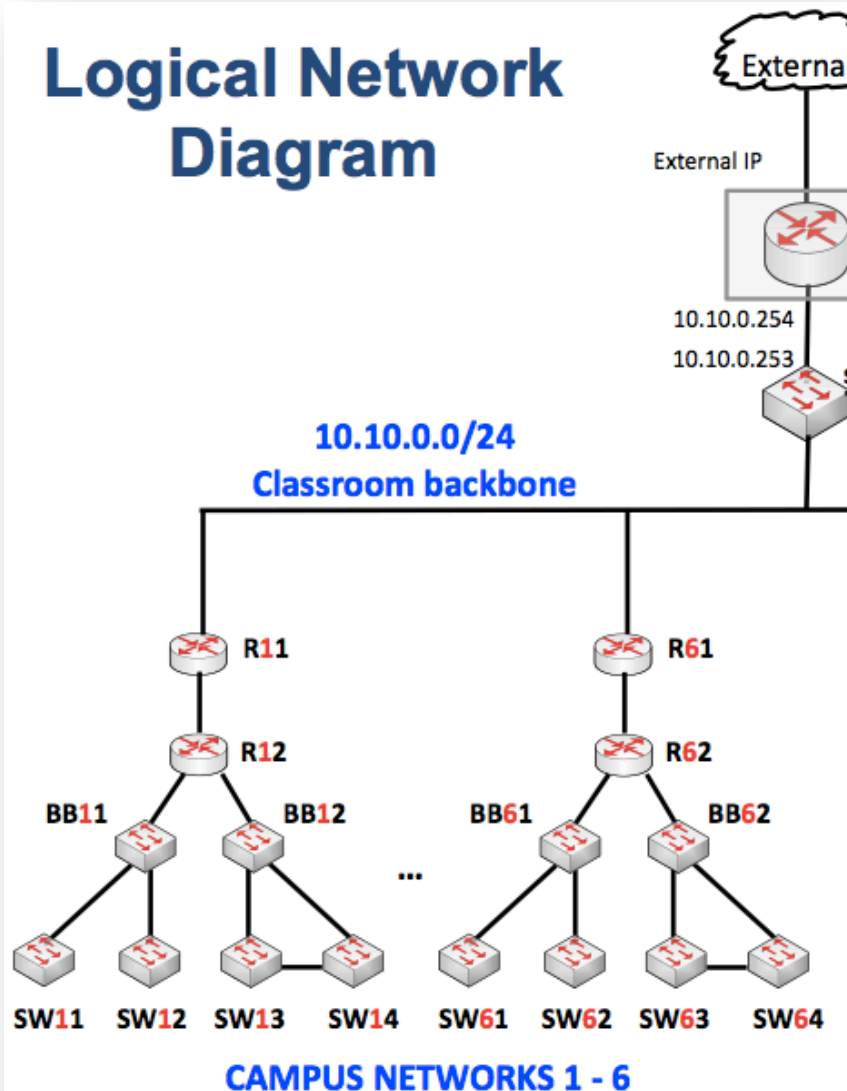 Logical Network
Diagram
Externa
External IP
10.10.0.254
10.10.0.253
10.10.0.0/24
Classroom backbone
R11
R61
R12
R62
BB11
BB12
BB61
BB62
...
SW11
SW12
SW13
SW14
SW61
SW62
SW63
SW64
CAMPUS NETWORKS 1 - 6